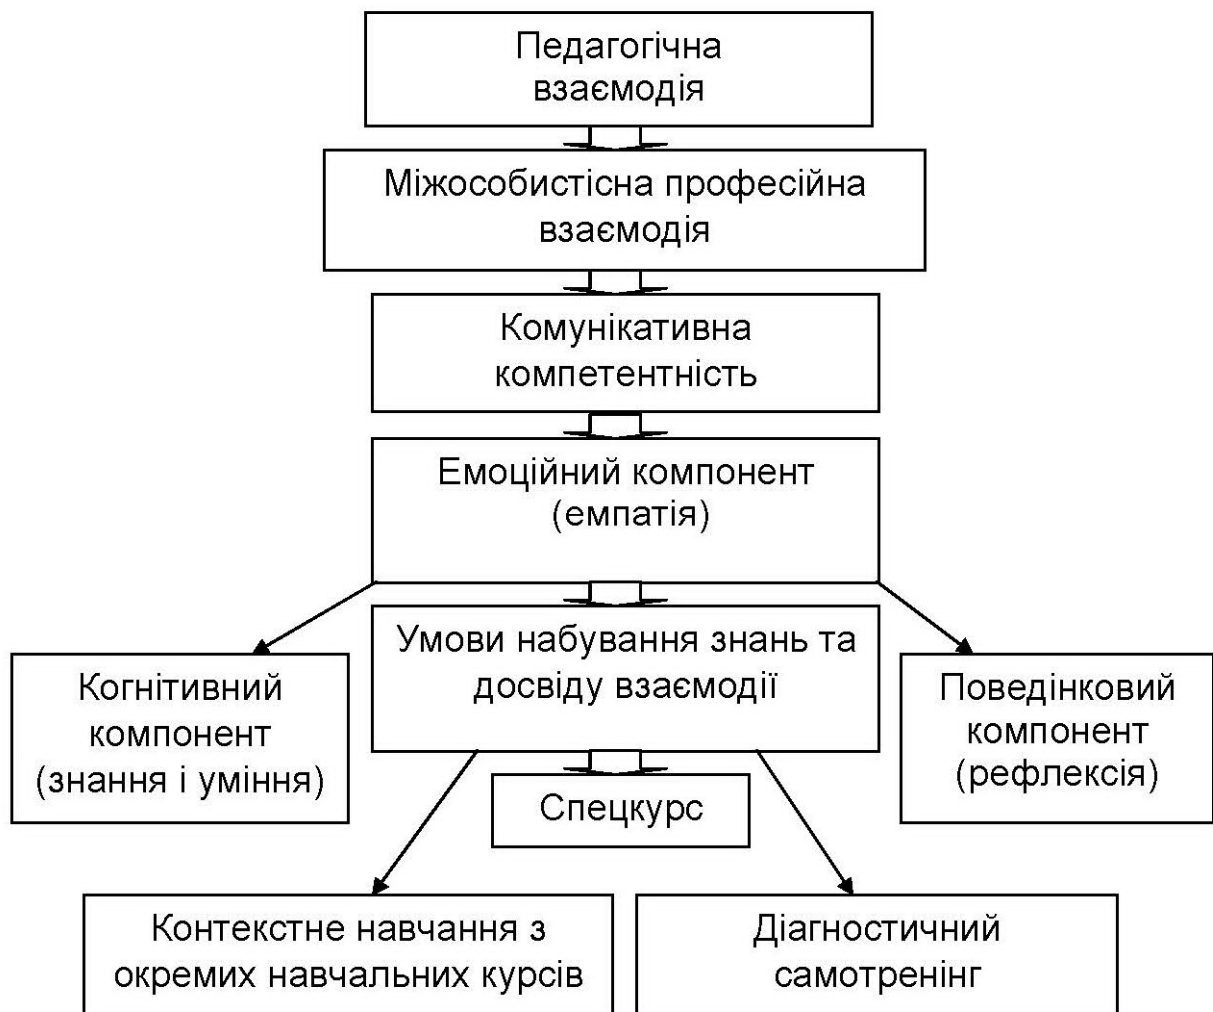 Педагогічна
взаємодія
Міжособистісна професійна
взаємодія
Комунікативна
компетентність
Емоційний компонент
(емпатія)
Умови набування знань та
досвіду взаємодії
Когнітивний
компонент
(знання і уміння)
Поведінковий
компонент
(рефлексія)
Спецкурс
Контекстне навчання з
окремих навчальних курсів
Діагностичний
самотренінг